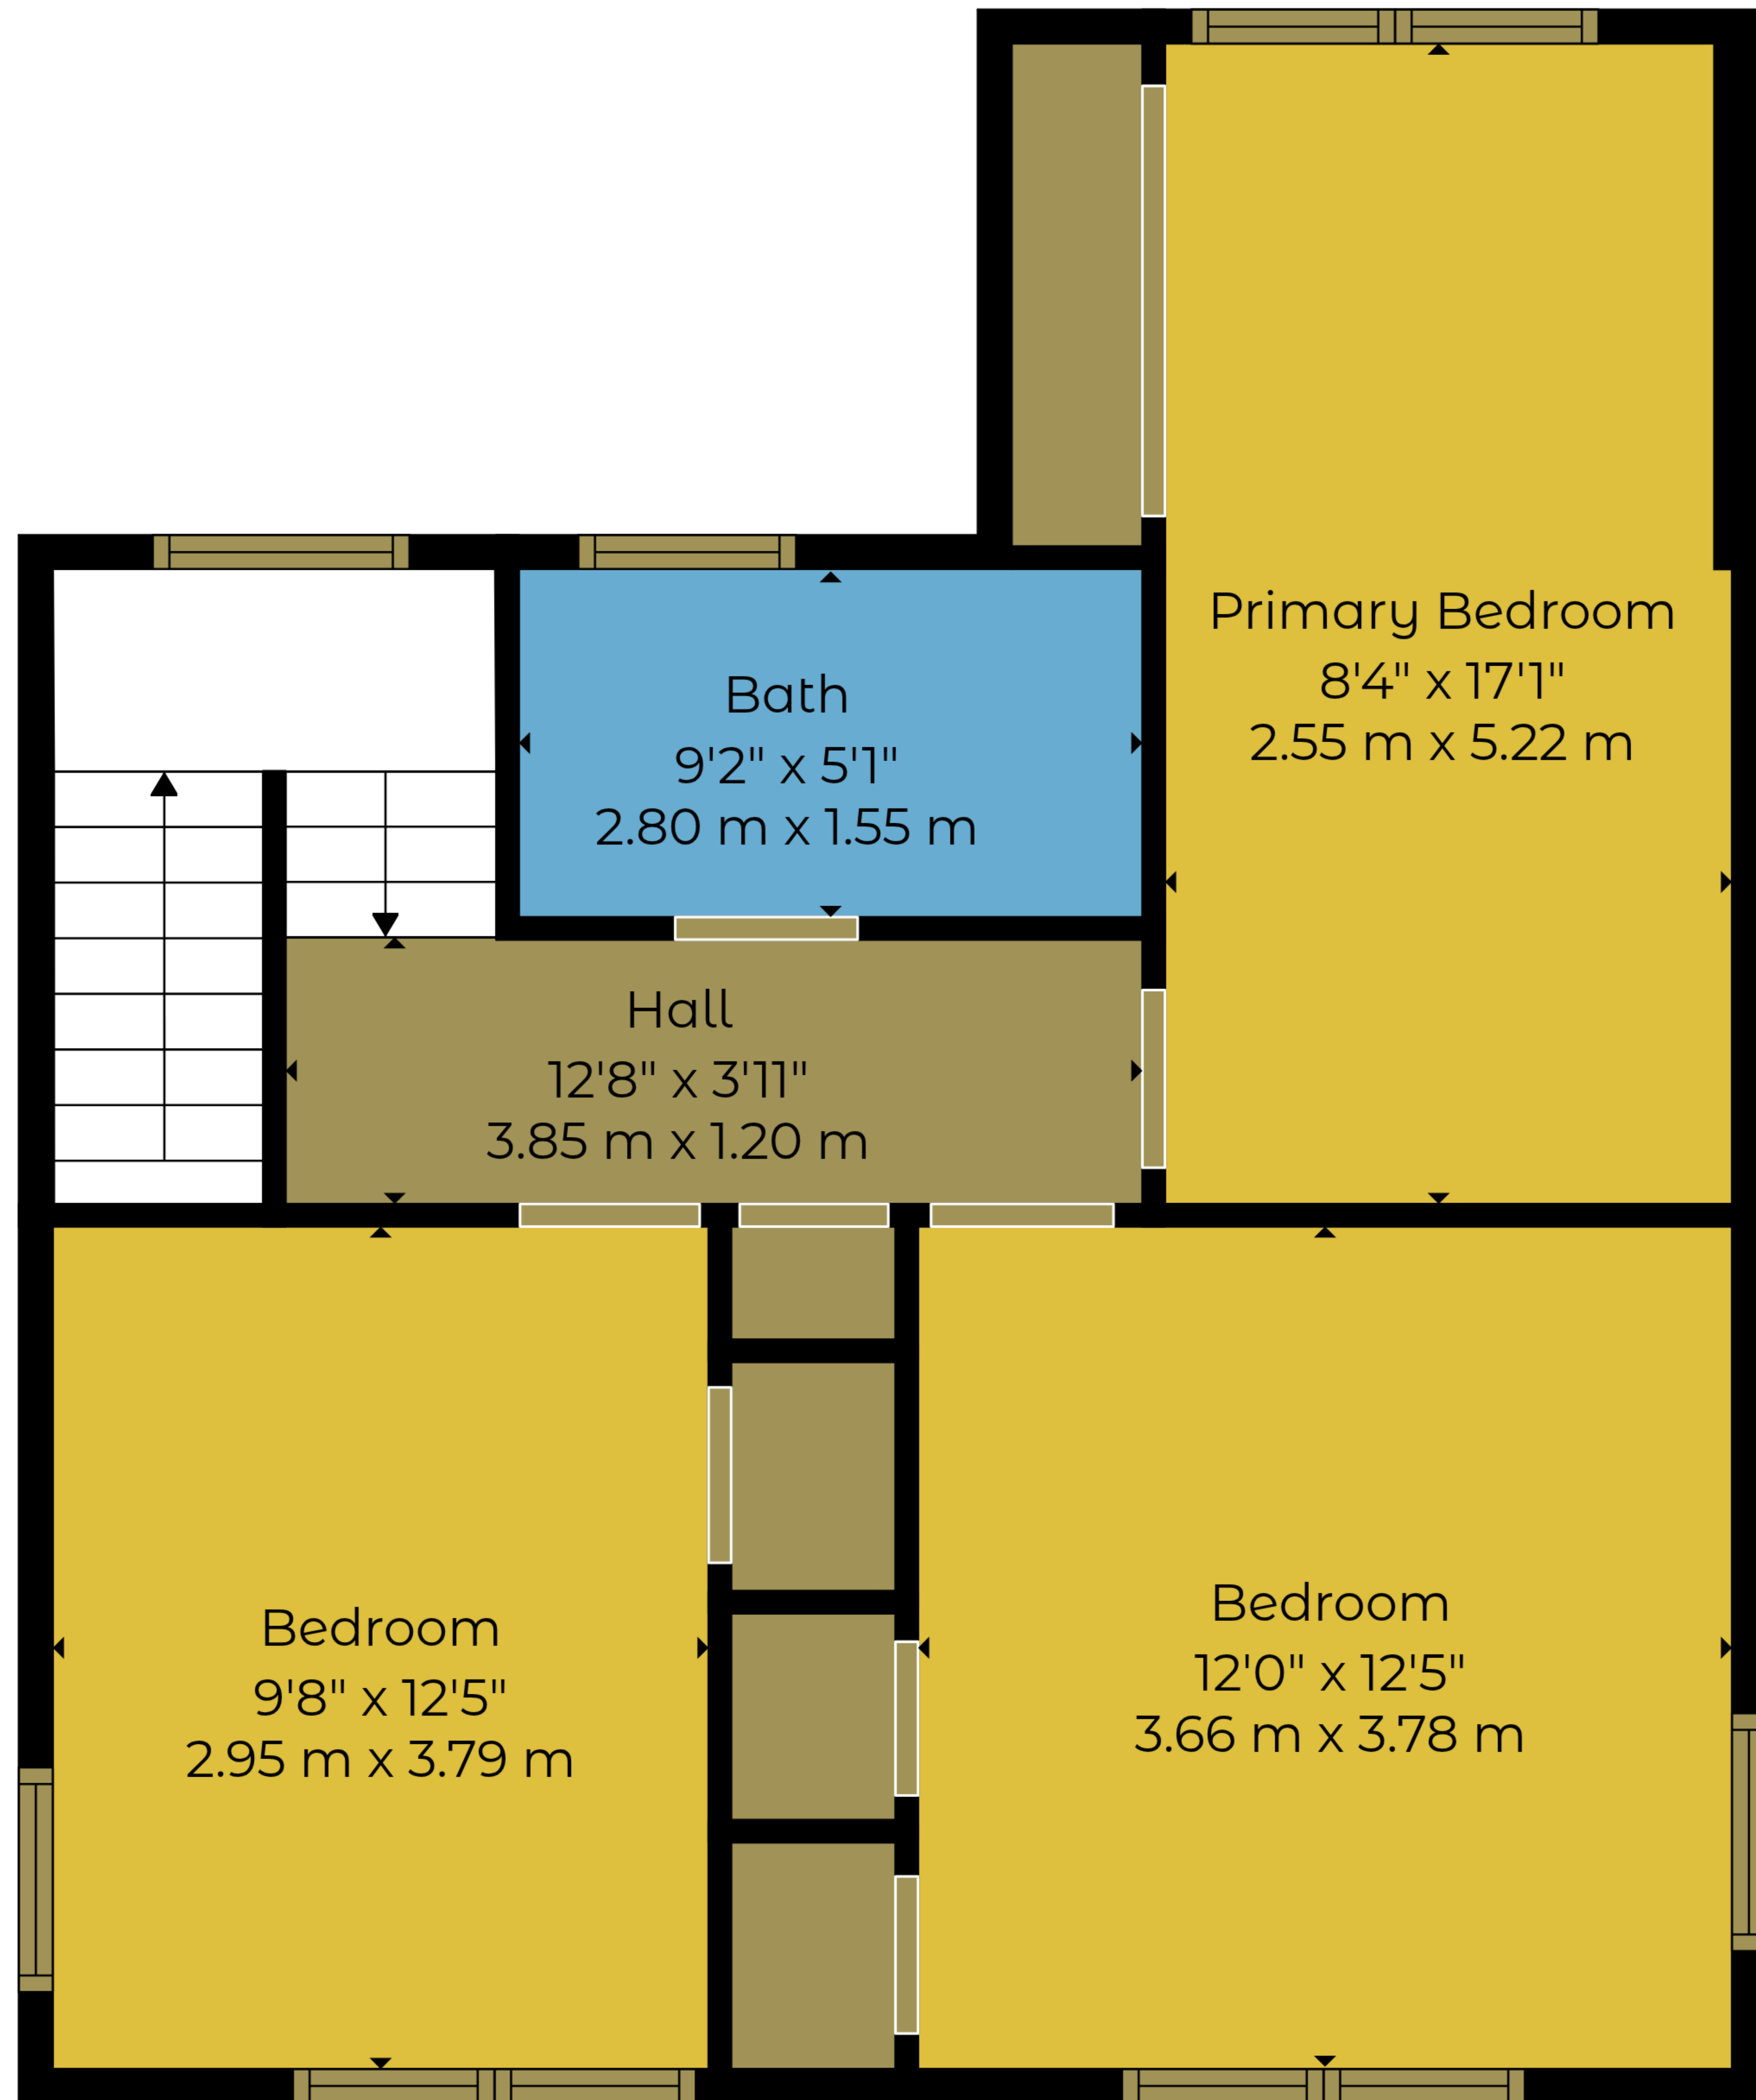 Primary Bedroom
8'4" x 17'1"
2.55 m x 5.22 m
Bath
9'2" x 5'1"
2.80 m x 1.55 m
Hall
12'8" x 3'11"
3.85 m x 1.20 m
Bedroom
9'8" x 12'5"
2.95 m x 3.79 m
Bedroom
12'0" x 12'5"
3.66 m x 3.78 m